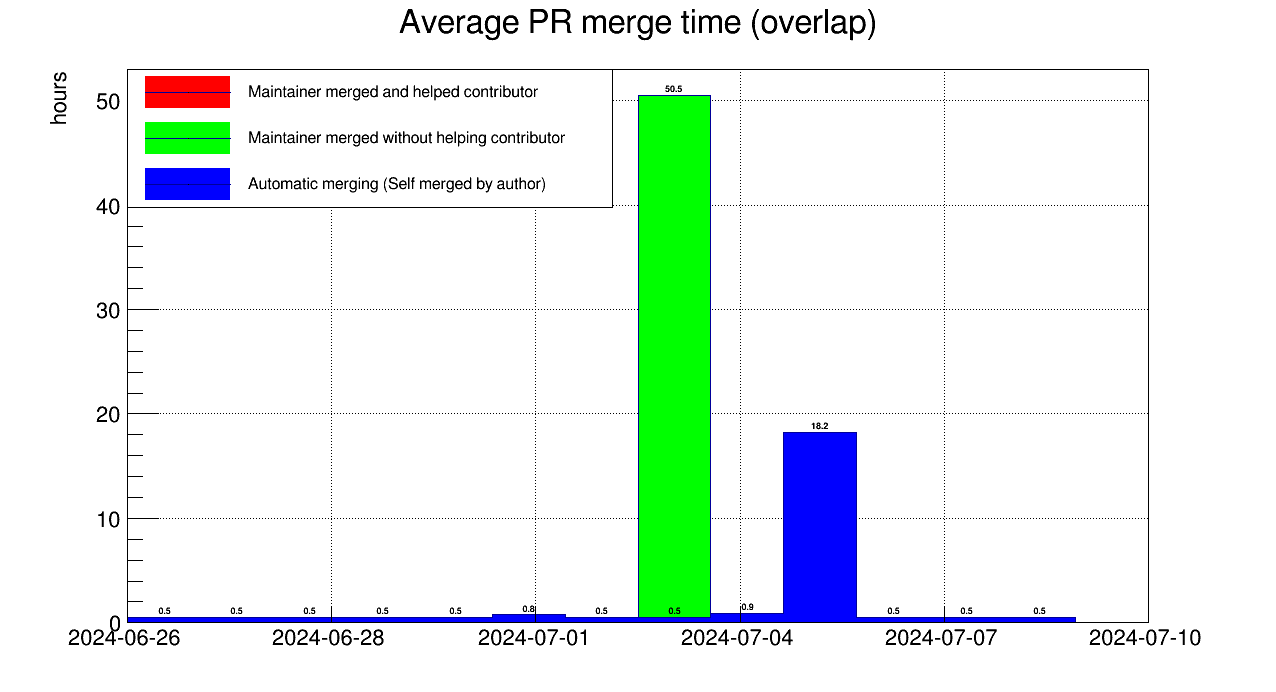 Average PR merge time (overlap)
hours
Maintainer merged and helped contributor
Maintainer merged without helping contributor
Automatic merging (Self merged by author)
50
40
30
20
10
0
50.5
18.2
0.5 0.5 0.5 0.5 0.5 0.8 0.5 0.5 0.9 0.5 0.5 0.5
2024-06-26 2024-06-28 2024-07-01 2024-07-04 2024-07-07 2024-07-10